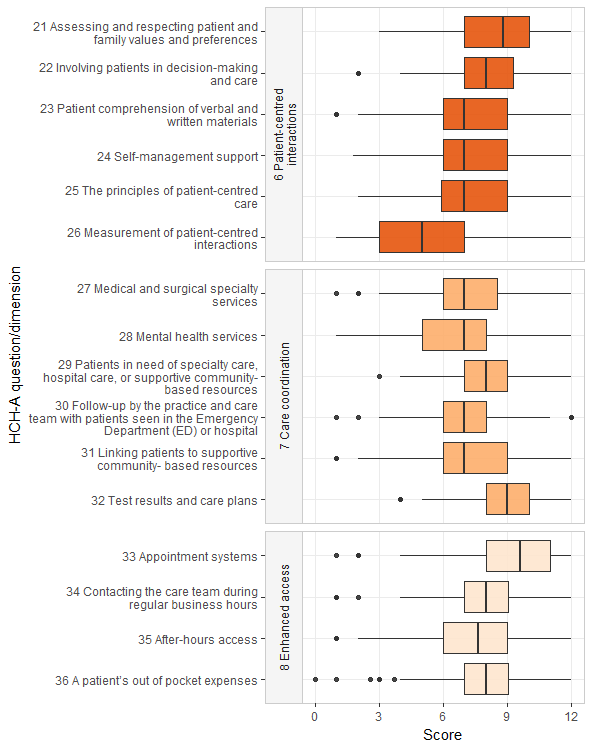 21 Assessing and respecting patient and
family values and preferences
22 Involving patients in decision-making
and care
23 Patient comprehension of verbal and
written materials
24 Self-management support
25 The principles of patient-centred
care
26 Measurement of patient-centred
interactions
6 Patient-centred
interactions
27 Medical and surgical specialty
services
28 Mental health services
29 Patients in need of specialty care,
hospital care, or supportive community-
based resources
30 Follow-up by the practice and care
team with patients seen in the Emergency
Department (ED) or hospital
31 Linking patients to supportive
community- based resources
32 Test results and care plans
7 Care coordination
33 Appointment systems
34 Contacting the care team during
regular business hours
35 After-hours access
36 A patient's out of pocket expenses
8 Enhanced access
HCH-A question/dimension
0 3 6 9 12
Score